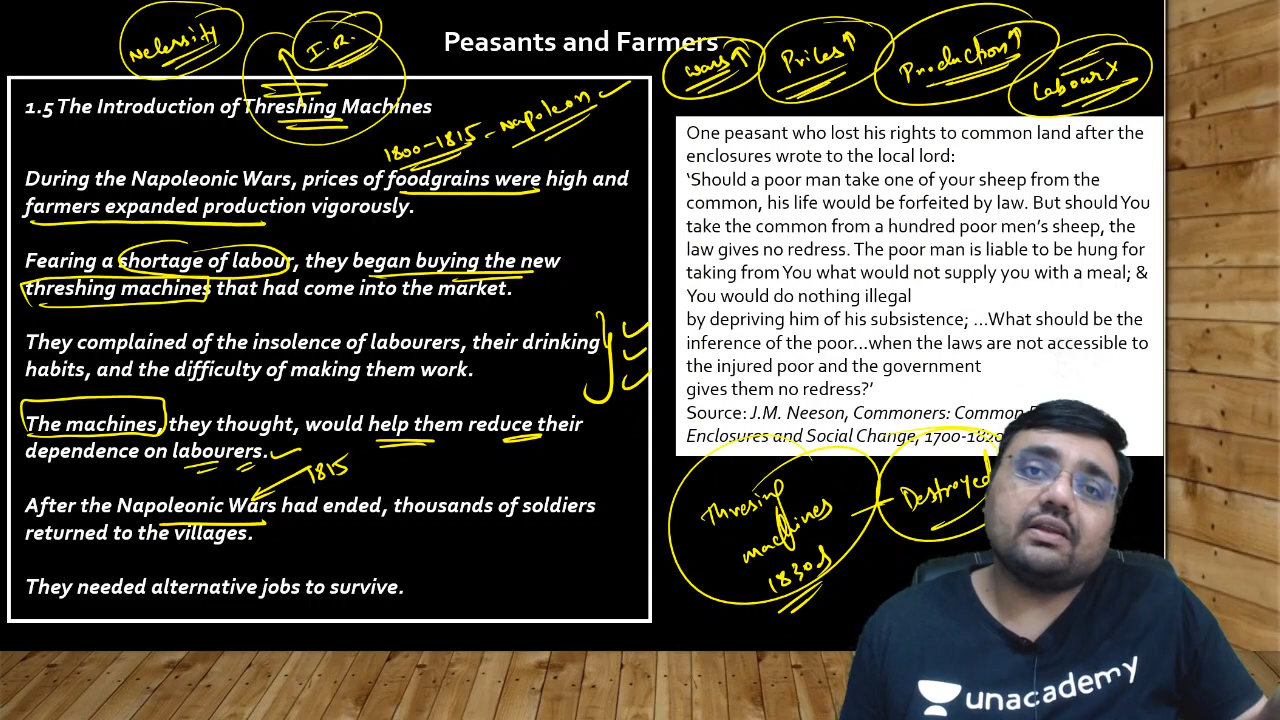 Necessity
I.R.
Peasants and Farmers
wars↑
Prices↑
Production↑
Labour X
1.5 The Introduction of Threshing Machines
1800-1815 - Napoleon
During the Napoleonic Wars, prices of foodgrains were high and
farmers expanded production vigorously.
Fearing a shortage of labour, they began buying the new
threshing machines that had come into the market.
They complained of the insolence of labourers, their drinking
habits, and the difficulty of making them work.
The machines, they thought, would help them reduce their
dependence on labourers.
1815
After the Napoleonic Wars had ended, thousands of soldiers
returned to the villages.
They needed alternative jobs to survive.
One peasant who lost his rights to common land after the
enclosures wrote to the local lord:
‘Should a poor man take one of your sheep from the
common, his life would be forfeited by law. But should You
take the common from a hundred poor men’s sheep, the
law gives no redress. The poor man is liable to be hung for
taking from You what would not supply you with a meal; &
You would do nothing illegal
by depriving him of his subsistence; ...What should be the
inference of the poor...when the laws are not accessible to
the injured poor and the government
gives them no redress?’
Source: J.M. Neeson, Commoners: Common
Enclosures and Social Change, 1700-1820
Thresing
machines
1830s
Destroyed
unacademy